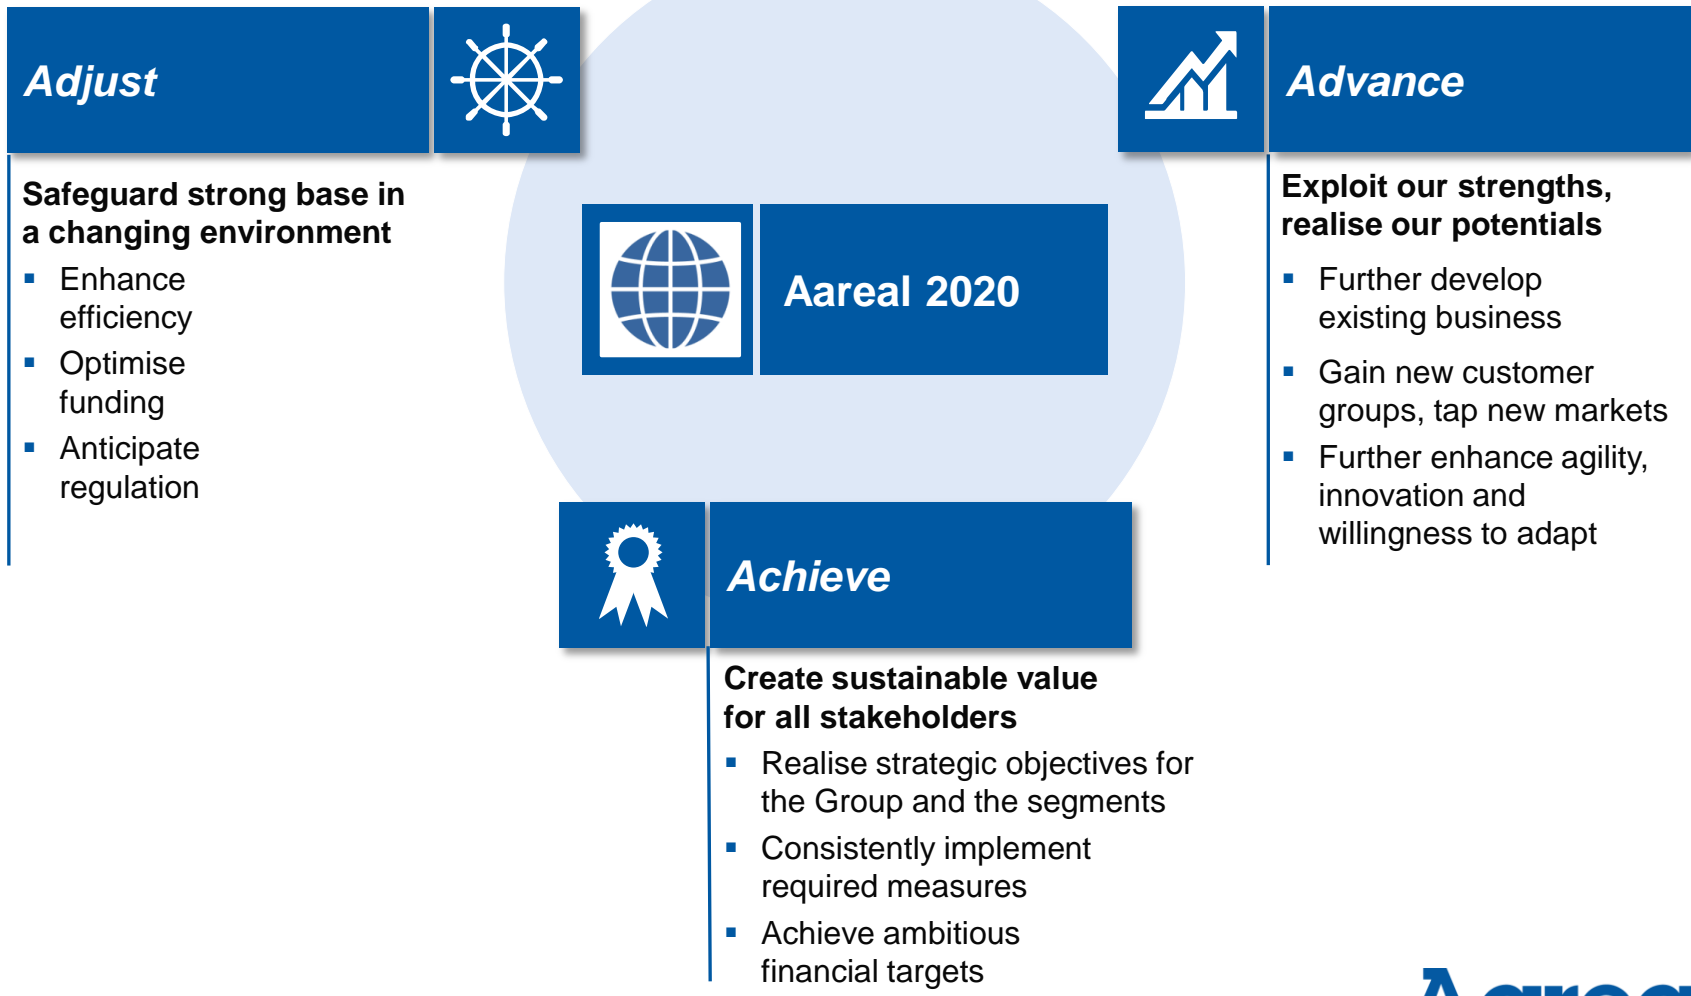 Adjust
Safeguard strong base in
a changing environment
▪ Enhance
efficiency
▪ Optimise
funding
▪ Anticipate
regulation
Aareal 2020
Advance
Exploit our strengths,
realise our potentials
▪ Further develop
existing business
▪ Gain new customer
groups, tap new markets
▪ Further enhance agility,
innovation and
willingness to adapt
Achieve
Create sustainable value
for all stakeholders
▪ Realise strategic objectives for
the Group and the segments
▪ Consistently implement
required measures
▪ Achieve ambitious
financial targets